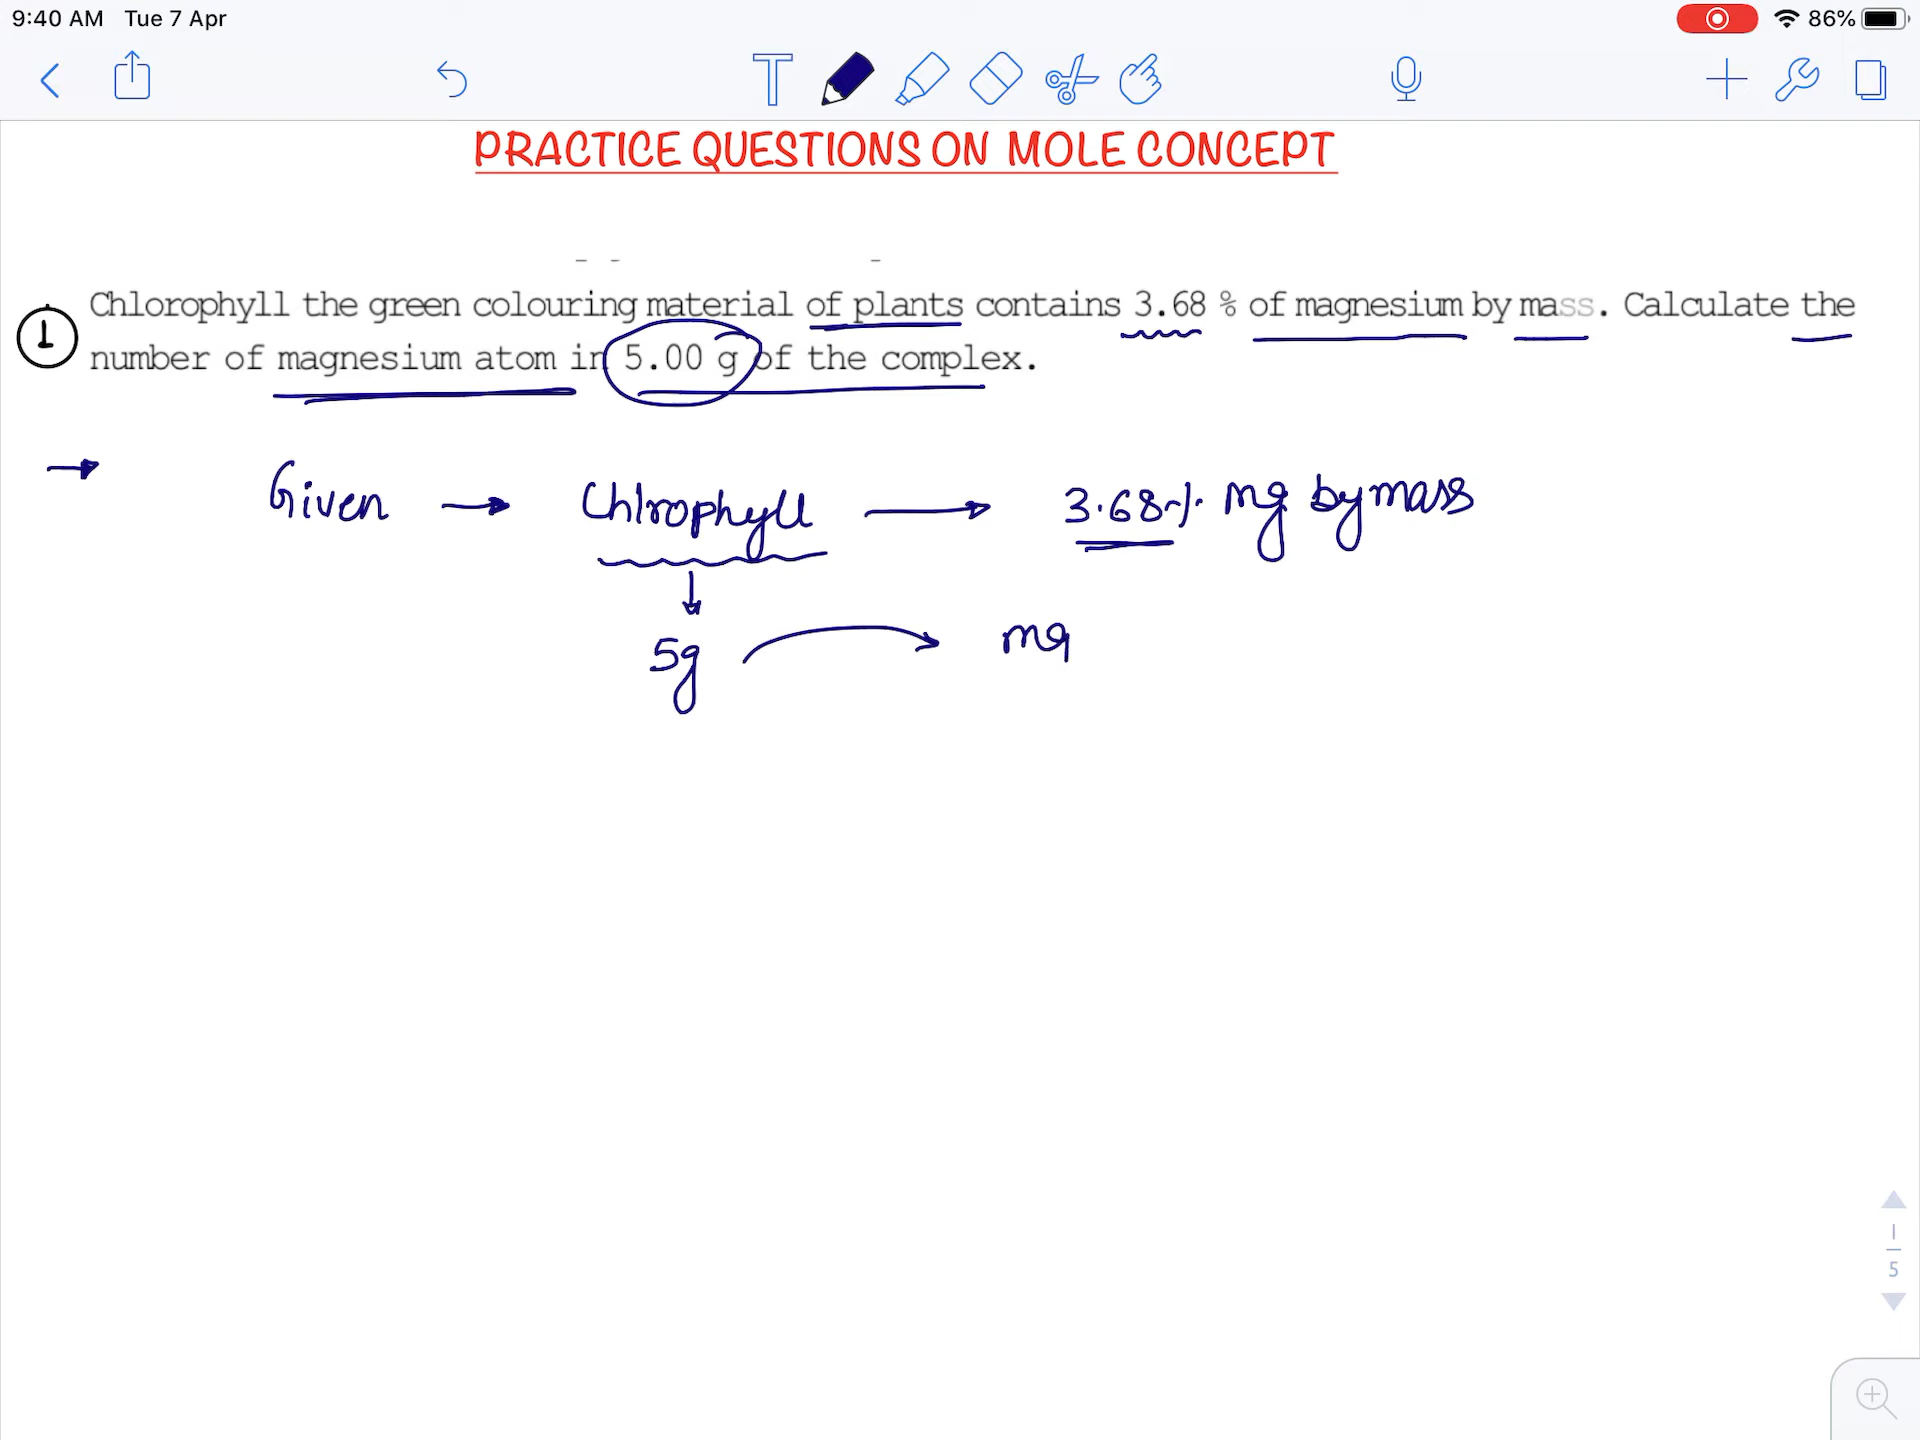 9:40 AM Tue 7 Apr 86%
T
PRACTICE QUESTIONS ON MOLE CONCEPT
1 Chlorophyll the green colouring material of plants contains 3.68 % of magnesium by mass. Calculate the
number of magnesium atom in 5.00 g of the complex.
→ Given → Chlrophyll → 3.68% Mg by mass
↓
5g → Mg
1
5